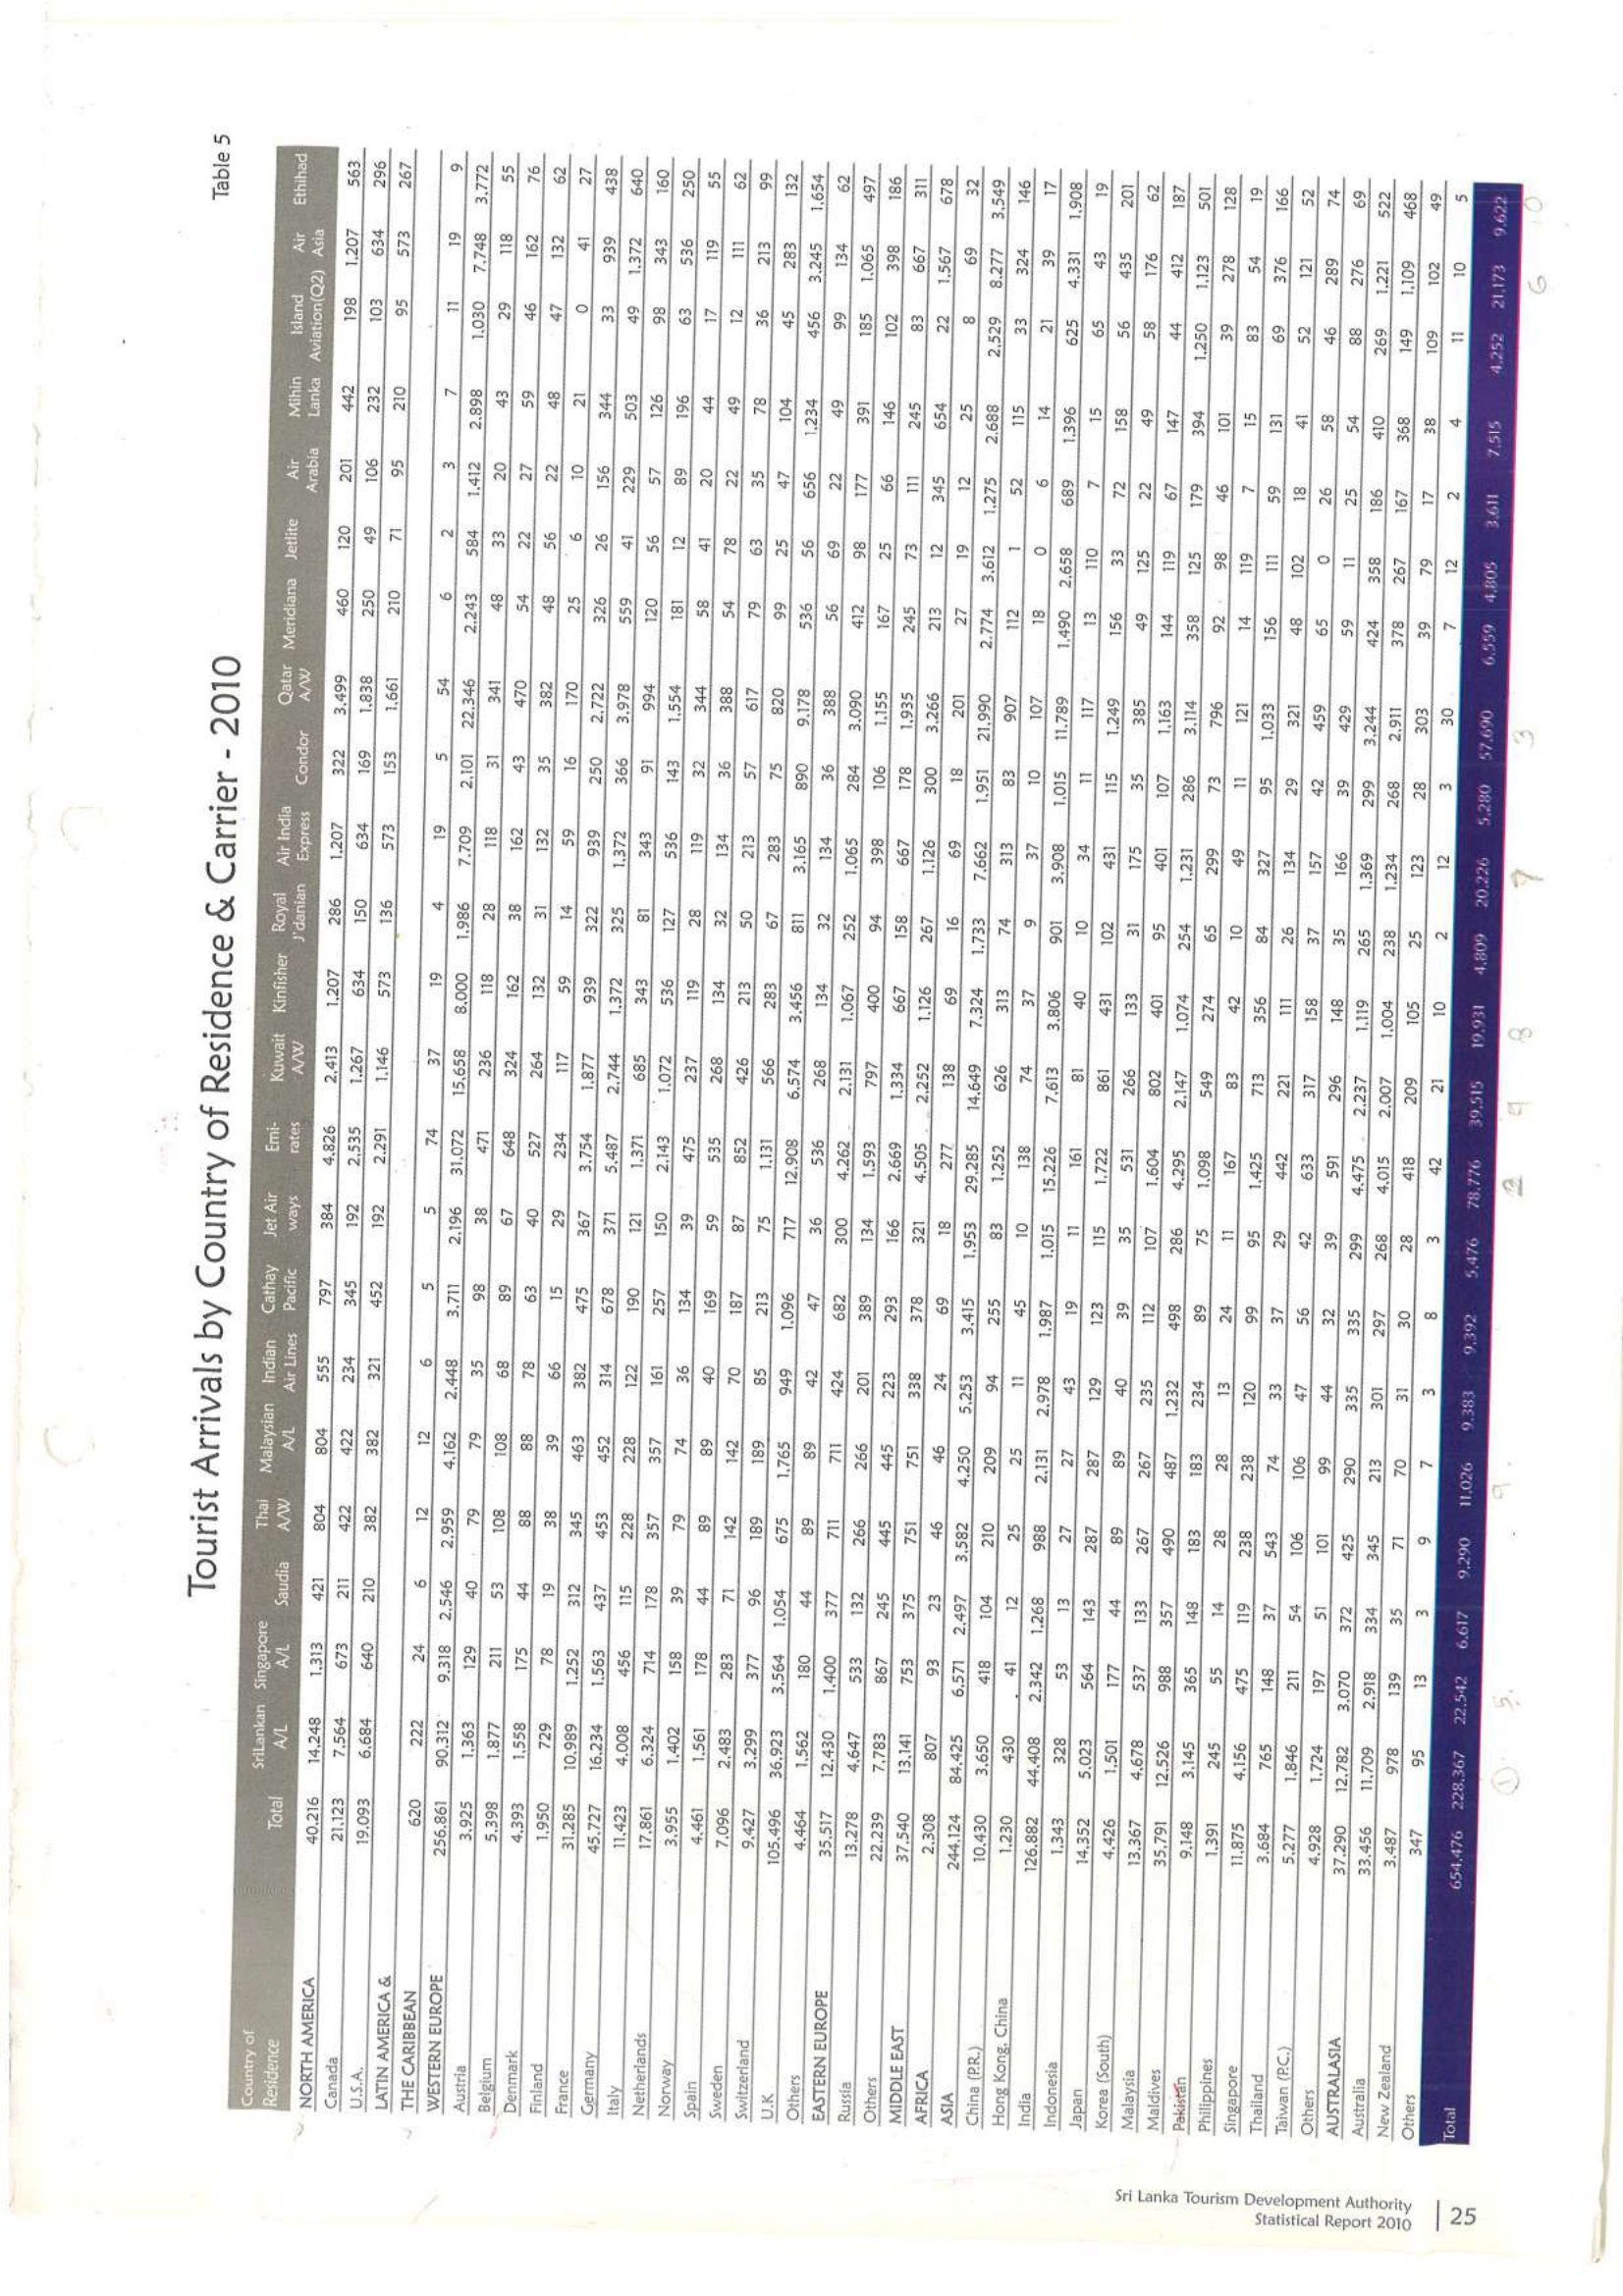 Tourist Arrivals by Country of Residence & Carrier - 2010
Table 5
Country of Residence Total SriLankan A/L Singapore A/L Saudia Thai A/W Malaysian A/L Indian Air Lines Cathay Pacific Jet Air ways Emi-rates Kuwait A/W Kinfisher Royal J'danian Air India Express Condor Qatar A/W Meridiana Jetlite Air Arabia Mihin Lanka Island Aviation(Q2) Air Asia Ethihad
NORTH AMERICA 40.216 14.248 1.313 421 804 804 555 797 384 4.826 2.413 1.207 286 1.207 322 3.499 460 120 201 442 198 1.207 563
Canada 21.123 7.564 673 211 422 422 234 345 192 2.535 1.267 634 150 634 169 1.838 250 49 106 232 103 634 296
U.S.A. 19.093 6.684 640 210 382 382 321 452 192 2.291 1.146 573 136 573 153 1.661 210 71 95 210 95 573 267
LATIN AMERICA &
THE CARIBBEAN 620 222 24 6 12 12 6 5 5 74 37 19 4 19 5 54 6 2 3 7 11 19 9
WESTERN EUROPE 256.861 90.312 9.318 2.546 2.959 4.162 2.448 3.711 2.196 31.072 15.658 8.000 1.986 7.709 2.101 22.346 2.243 584 1.412 2.898 1.030 7.748 3.772
Austria 3.925 1.363 129 40 79 79 35 98 38 471 236 118 28 118 31 341 48 33 20 43 29 118 55
Belgium 5.398 1.877 211 53 108 108 68 89 67 648 324 162 38 162 43 470 54 22 27 59 46 162 76
Denmark 4.393 1.558 175 44 88 88 78 63 40 527 264 132 31 132 35 382 48 56 22 48 47 132 62
Finland 1.950 729 78 19 38 39 66 15 29 234 117 59 14 59 16 170 25 6 10 21 0 41 27
France 31.285 10.989 1.252 312 345 463 382 475 367 3.754 1.877 939 322 939 250 2.722 326 26 156 344 33 939 438
Germany 45.727 16.234 1.563 437 453 452 314 678 371 5.487 2.744 1.372 325 1.372 366 3.978 559 41 229 503 49 1.372 640
Italy 11.423 4.008 456 115 228 228 122 190 121 1.371 685 343 81 343 91 994 120 56 57 126 98 343 160
Netherlands 17.861 6.324 714 178 357 357 161 257 150 2.143 1.072 536 127 536 143 1.554 181 12 89 196 63 536 250
Norway 3.955 1.402 158 39 79 74 36 134 39 475 237 119 28 119 32 344 58 41 20 44 17 119 55
Spain 4.461 1.561 178 44 89 89 40 169 59 535 268 134 32 134 36 388 54 78 22 49 12 111 62
Sweden 7.096 2.483 283 71 142 142 70 187 87 852 426 213 50 213 57 617 79 63 35 78 36 213 99
Switzerland 9.427 3.299 377 96 189 189 85 213 75 1.131 566 283 67 283 75 820 99 25 47 104 45 283 132
U.K 105.496 36.923 3.564 1.054 675 1.765 949 1.096 717 12.908 6.574 3.456 811 3.165 890 9.178 536 56 656 1.234 456 3.245 1.654
Others 4.464 1.562 180 44 89 89 42 47 36 536 268 134 32 134 36 388 56 69 22 49 99 134 62
EASTERN EUROPE 35.517 12.430 1.400 377 711 711 424 682 300 4.262 2.131 1.067 252 1.065 284 3.090 412 98 177 391 185 1.065 497
Russia 13.278 4.647 533 132 266 266 201 389 134 1.593 797 400 94 398 106 1.155 167 25 66 146 102 398 186
Others 22.239 7.783 867 245 445 445 223 293 166 2.669 1.334 667 158 667 178 1.935 245 73 111 245 83 667 311
MIDDLE EAST 37.540 13.141 753 375 751 751 338 378 321 4.505 2.252 1.126 267 1.126 300 3.266 213 12 345 654 22 1.567 678
AFRICA 2.308 807 93 23 46 46 24 69 18 277 138 69 16 69 18 201 27 19 12 25 8 69 32
ASIA 244.124 84.425 6.571 2.497 3.582 4.250 5.253 3.415 1.953 29.285 14.649 7.324 1.733 7.662 1.951 21.990 2.774 3.612 1.275 2.688 2.529 8.277 3.549
China (P.R.) 10.430 3.650 418 104 210 209 94 255 83 1.252 626 313 74 313 83 907 112 1 52 115 33 324 146
Hong Kong, China 1.230 430 41 12 25 25 11 45 10 138 74 37 9 37 10 107 18 0 6 14 21 39 17
India 126.882 44.408 2.342 1.268 988 2.131 2.978 1.987 1.015 15.226 7.613 3.806 901 3.908 1.015 11.789 1.490 2.658 689 1.396 625 4.331 1.908
Indonesia 1.343 328 53 13 27 27 43 19 11 161 81 40 10 34 11 117 13 110 7 15 65 43 19
Japan 14.352 5.023 564 143 287 287 129 123 115 1.722 861 431 102 431 115 1.249 156 33 72 158 56 435 201
Korea (South) 4.426 1.501 177 44 89 89 40 39 35 531 266 133 31 175 35 385 49 125 22 49 58 176 62
Malaysia 13.367 4.678 537 133 267 267 235 112 107 1.604 802 401 95 401 107 1.163 144 119 67 147 44 412 187
Maldives 35.791 12.526 988 357 490 487 1.232 498 286 4.295 2.147 1.074 254 1.231 286 3.114 358 125 179 394 1.250 1.123 501
Pakistan 9.148 3.145 365 148 183 183 234 89 75 1.098 549 274 65 299 73 796 92 98 46 101 39 278 128
Philippines 1.391 245 55 14 28 28 13 24 11 167 83 42 10 49 11 121 14 119 7 15 83 54 19
Singapore 11.875 4.156 475 119 238 238 120 99 95 1.425 713 356 84 327 95 1.033 156 111 59 131 69 376 166
Thailand 3.684 765 148 37 543 74 33 37 29 442 221 111 26 134 29 321 48 102 18 41 52 121 52
Taiwan (P.C.) 5.277 1.846 211 54 106 106 47 56 42 633 317 158 37 157 42 459 65 0 26 58 46 289 74
Others 4.928 1.724 197 51 101 99 44 32 39 591 296 148 35 166 39 429 59 11 25 54 88 276 69
AUSTRALASIA 37.290 12.782 3.070 372 425 290 335 335 299 4.475 2.237 1.119 265 1.369 299 3.244 424 358 186 410 269 1.221 522
Australia 33.456 11.709 2.918 334 345 213 301 297 268 4.015 2.007 1.004 238 1.234 268 2.911 378 267 167 368 149 1.109 468
New Zealand 3.487 978 139 35 71 70 31 30 28 418 209 105 25 123 28 303 39 79 17 38 109 102 49
Others 347 95 13 3 9 7 3 8 3 42 21 10 2 12 3 30 7 12 2 4 11 10 5
Total 654.476 228.367 22.542 6.617 9.290 11.026 9.383 9.392 5.476 78.776 39.515 19.931 4.809 20.226 5.280 57.690 6.559 4.805 3.611 7.515 4.252 21.173 9.622
1 5. 9. 2 9 8 7 3 6 10
Sri Lanka Tourism Development Authority
Statistical Report 2010
25